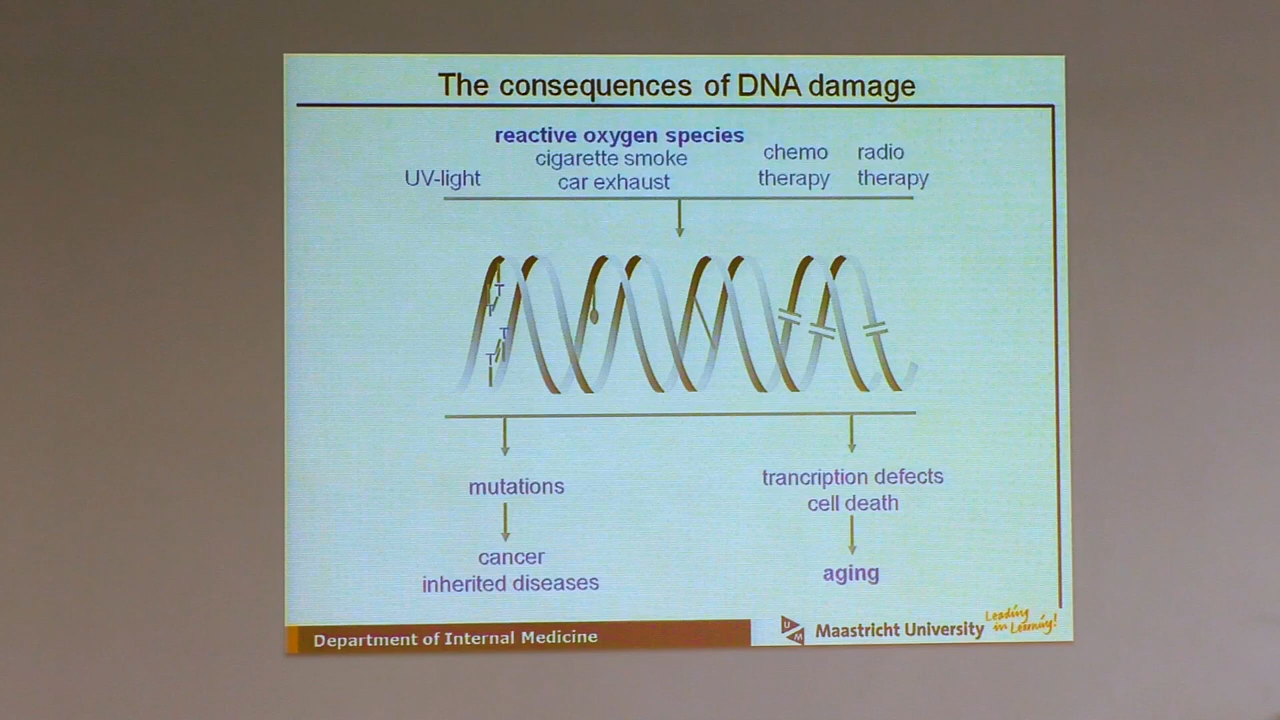 The consequences of DNA damage
reactive oxygen species
cigarette smoke
car exhaust
UV-light
chemo
therapy
radio
therapy
T
T
T
T
mutations
trancription defects
cell death
cancer
inherited diseases
aging
Department of Internal Medicine
U
M
Maastricht University
Leading
in Learning!